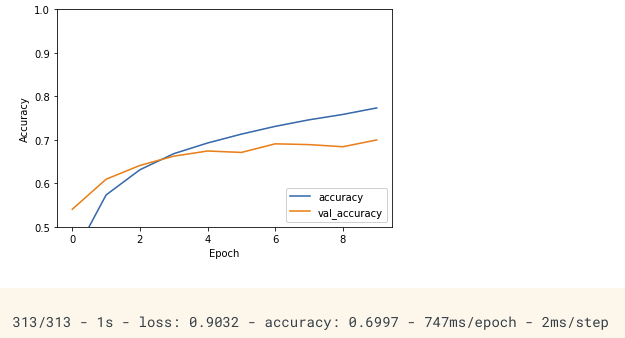 1.0
0.9
0.8
0.7
0.6
0.5
Accuracy
0 2 4 6 8
Epoch
accuracy
val_accuracy
313/313 - 1s - loss: 0.9032 - accuracy: 0.6997 - 747ms/epoch - 2ms/step